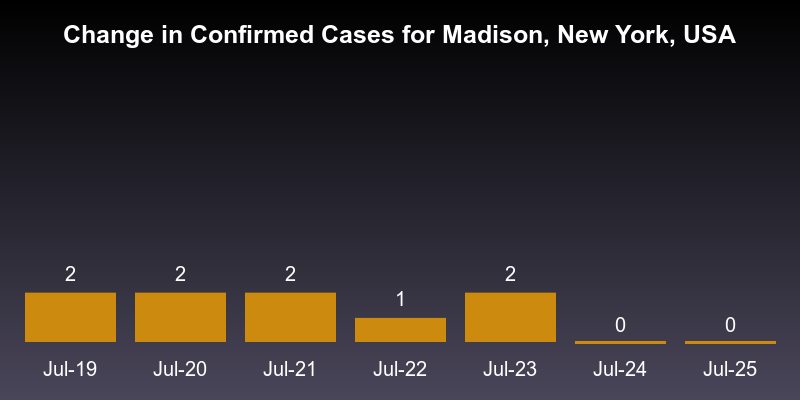 Change in Confirmed Cases for Madison, New York, USA
2 2 2 1 2 0 0
Jul-19 Jul-20 Jul-21 Jul-22 Jul-23 Jul-24 Jul-25